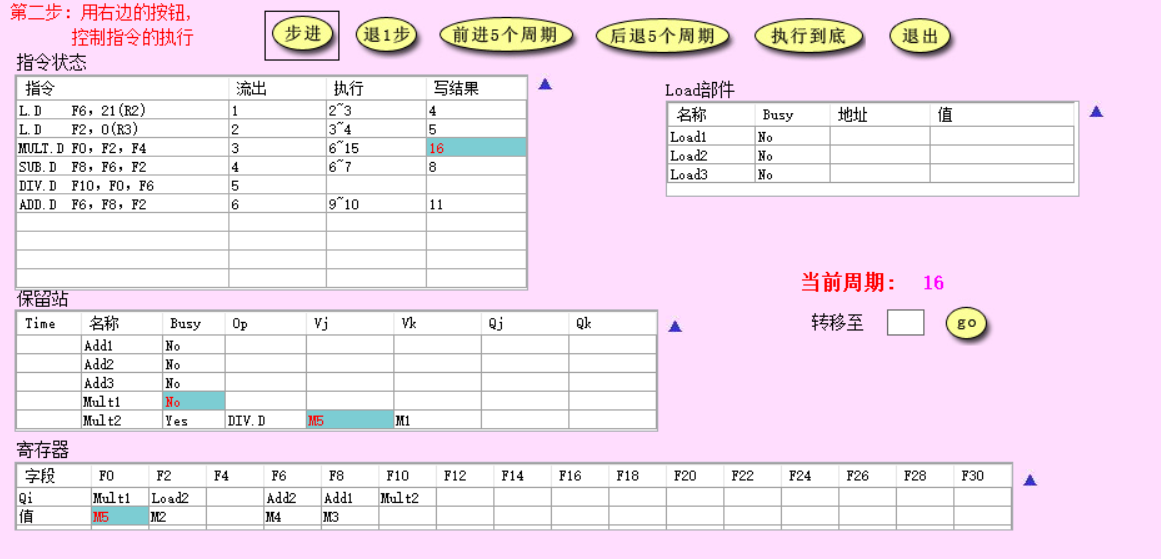 第二步：用右边的按钮,
控制指令的执行
步进 退1步 前进5个周期 后退5个周期 执行到底 退出
指令状态
指令 流出 执行 写结果
L.D F6, 21(R2) 1 2~3 4
L.D F2, 0(R3) 2 3~4 5
MULT.D F0, F2, F4 3 6~15 16
SUB.D F8, F6, F2 4 6~7 8
DIV.D F10, F0, F6 5
ADD.D F6, F8, F2 6 9~10 11
Load部件
名称 Busy 地址 值
Load1 No
Load2 No
Load3 No
当前周期： 16
转移至 go
保留站
Time 名称 Busy Op Vj Vk Qj Qk
Add1 No
Add2 No
Add3 No
Mult1 No
Mult2 Yes DIV.D M5 M1
寄存器
字段 F0 F2 F4 F6 F8 F10 F12 F14 F16 F18 F20 F22 F24 F26 F28 F30
Qi Mult1 Load2 Add2 Add1 Mult2
值 M5 M2 M4 M3